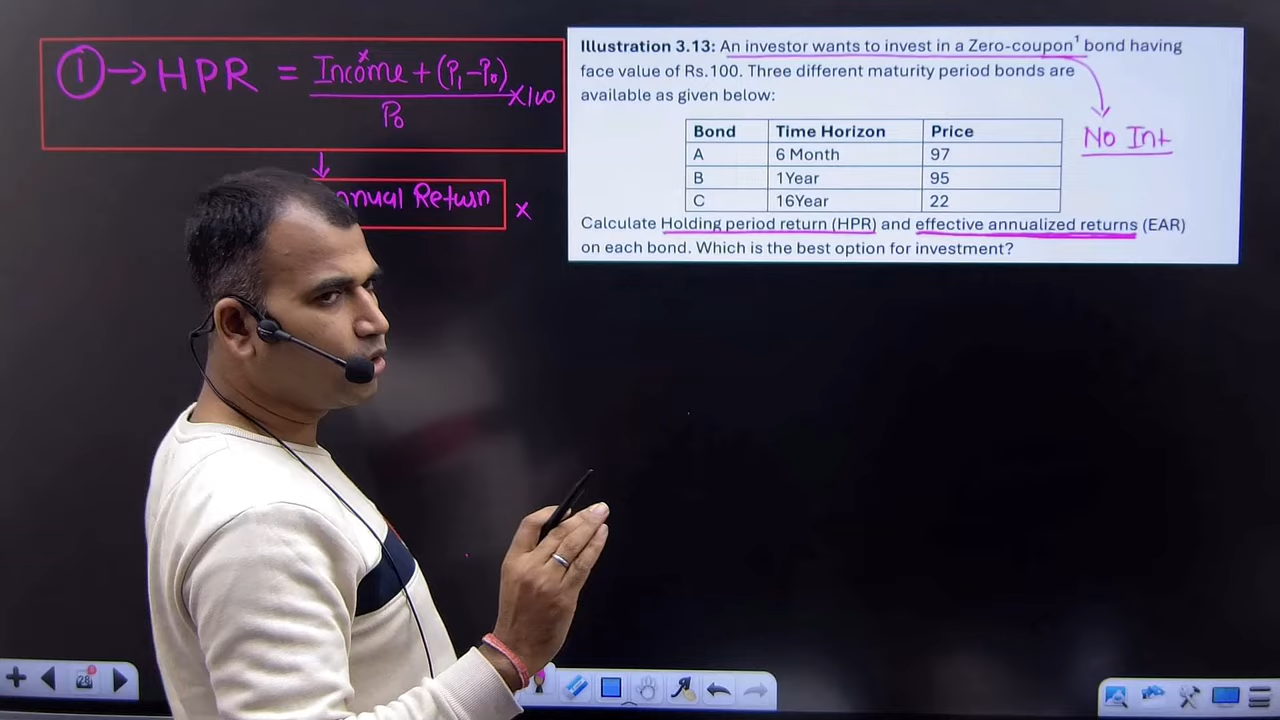 ① → HPR = Income + (P₁ - P₀) / P₀ × 100
nnual Return ×
Illustration 3.13: An investor wants to invest in a Zero-coupon¹ bond having
face value of Rs.100. Three different maturity period bonds are
available as given below:
No Int
Bond Time Horizon Price
A 6 Month 97
B 1Year 95
C 16Year 22
Calculate Holding period return (HPR) and effective annualized returns (EAR)
on each bond. Which is the best option for investment?
28